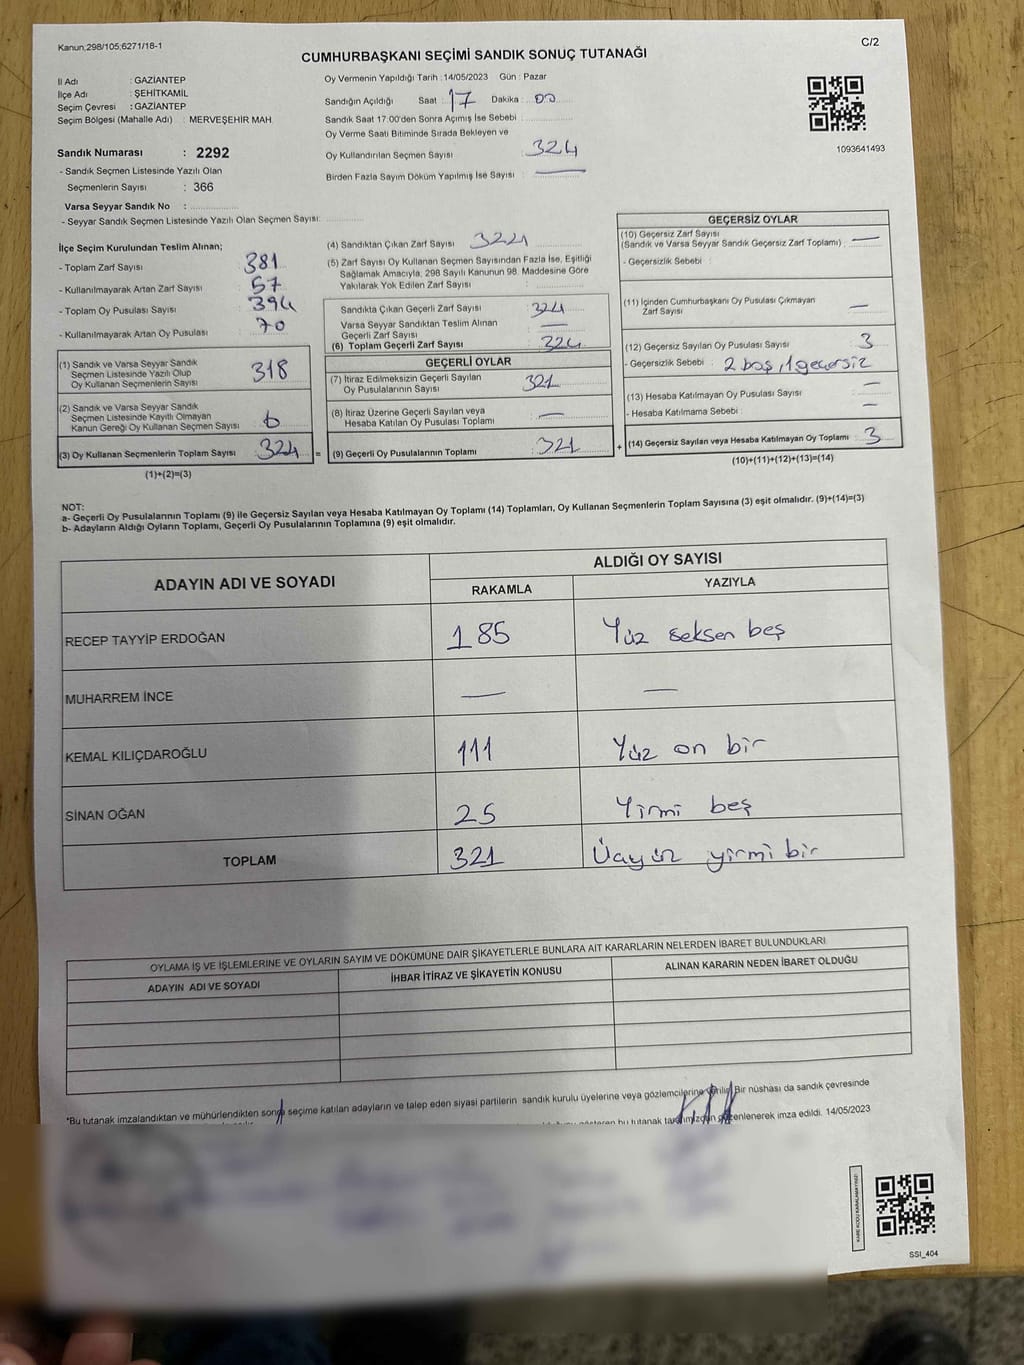 Kanun,298/105;6271/18-1
C/2
CUMHURBAŞKANI SEÇİMİ SANDIK SONUÇ TUTANAĞI
İl Adı : GAZİANTEP
İlçe Adı : ŞEHİTKAMİL
Seçim Çevresi : GAZİANTEP
Seçim Bölgesi (Mahalle Adı) : MERVEŞEHİR MAH.
Sandık Numarası : 2292
- Sandık Seçmen Listesinde Yazılı Olan
Seçmenlerin Sayısı : 366
Varsa Seyyar Sandık No :
- Seyyar Sandık Seçmen Listesinde Yazılı Olan Seçmen Sayısı:
Oy Vermenin Yapıldığı Tarih :14/05/2023 Gün : Pazar
Sandığın Açıldığı Saat : 17 Dakika : 00
Sandık Saat 17:00'den Sonra Açımış İse Sebebi :
Oy Verme Saati Bitiminde Sırada Bekleyen ve
Oy Kullandırılan Seçmen Sayısı : 324
Birden Fazla Sayım Döküm Yapılmış İse Sayısı : —
1093641493
İlçe Seçim Kurulundan Teslim Alınan;
- Toplam Zarf Sayısı : 381
- Kullanılmayarak Artan Zarf Sayısı : 57
- Toplam Oy Pusulası Sayısı : 394
- Kullanılmayarak Artan Oy Pusulası : 70
(1) Sandık ve Varsa Seyyar Sandık
Seçmen Listesinde Yazılı Olup
Oy Kullanan Seçmenlerin Sayısı : 318
(2) Sandık ve Varsa Seyyar Sandık
Seçmen Listesinde Kayıtlı Olmayan
Kanun Gereği Oy Kullanan Seçmen Sayısı : 6
(3) Oy Kullanan Seçmenlerin Toplam Sayısı : 324 =
(1)+(2)=(3)
(4) Sandıktan Çıkan Zarf Sayısı : 324
(5) Zarf Sayısı Oy Kullanan Seçmen Sayısından Fazla İse, Eşitliği
Sağlamak Amacıyla, 298 Sayılı Kanunun 98. Maddesine Göre
Yakılarak Yok Edilen Zarf Sayısı :
Sandıkta Çıkan Geçerli Zarf Sayısı : 324
Varsa Seyyar Sandıktan Teslim Alınan
Geçerli Zarf Sayısı : —
(6) Toplam Geçerli Zarf Sayısı : 324
GEÇERLİ OYLAR
(7) İtiraz Edilmeksizin Geçerli Sayılan
Oy Pusulalarının Sayısı : 321
(8) İtiraz Üzerine Geçerli Sayılan veya
Hesaba Katılan Oy Pusulası Toplamı : —
(9) Geçerli Oy Pusulalarının Toplamı : 321 +
GEÇERSİZ OYLAR
(10) Geçersiz Zarf Sayısı
(Sandık ve Varsa Seyyar Sandık Geçersiz Zarf Toplamı) : —
- Geçersizlik Sebebi :
(11) İçinden Cumhurbaşkanı Oy Pusulası Çıkmayan
Zarf Sayısı : —
(12) Geçersiz Sayılan Oy Pusulası Sayısı : 3
- Geçersizlik Sebebi : 2 boş, 1 geçersiz
(13) Hesaba Katılmayan Oy Pusulası Sayısı : —
- Hesaba Katılmama Sebebi : —
(14) Geçersiz Sayılan veya Hesaba Katılmayan Oy Toplamı : 3
(10)+(11)+(12)+(13)=(14)
NOT:
a- Geçerli Oy Pusulalarının Toplamı (9) ile Geçersiz Sayılan veya Hesaba Katılmayan Oy Toplamı (14) Toplamları, Oy Kullanan Seçmenlerin Toplam Sayısına (3) eşit olmalıdır. (9)+(14)=(3)
b- Adayların Aldığı Oyların Toplamı, Geçerli Oy Pusulalarının Toplamına (9) eşit olmalıdır.
ADAYIN ADI VE SOYADI
ALDIĞI OY SAYISI
RAKAMLA YAZIYLA
RECEP TAYYİP ERDOĞAN 185 Yüz seksen beş
MUHARREM İNCE — —
KEMAL KILIÇDAROĞLU 111 Yüz on bir
SİNAN OĞAN 25 Yirmi beş
TOPLAM 321 Üçyüz yirmi bir
OYLAMA İŞ VE İŞLEMLERİNE VE OYLARIN SAYIM VE DÖKÜMÜNE DAİR ŞİKAYETLERLE BUNLARA AİT KARARLARIN NELERDEN İBARET BULUNDUKLARI
ADAYIN ADI VE SOYADI İHBAR İTİRAZ VE ŞİKAYETİN KONUSU ALINAN KARARIN NEDEN İBARET OLDUĞU
*Bu tutanak imzalandıktan ve mühürlendikten sonra seçime katılan adayların ve talep eden siyasi partilerin sandık kurulu üyelerine veya gözlemcilerine verilir. Bir nüshası da sandık çevresinde
gösteren bu tutanak tarafımızdan düzenlenerek imza edildi. 14/05/2023
KARE KODU KARALAMAYINIZ!
SSI_404